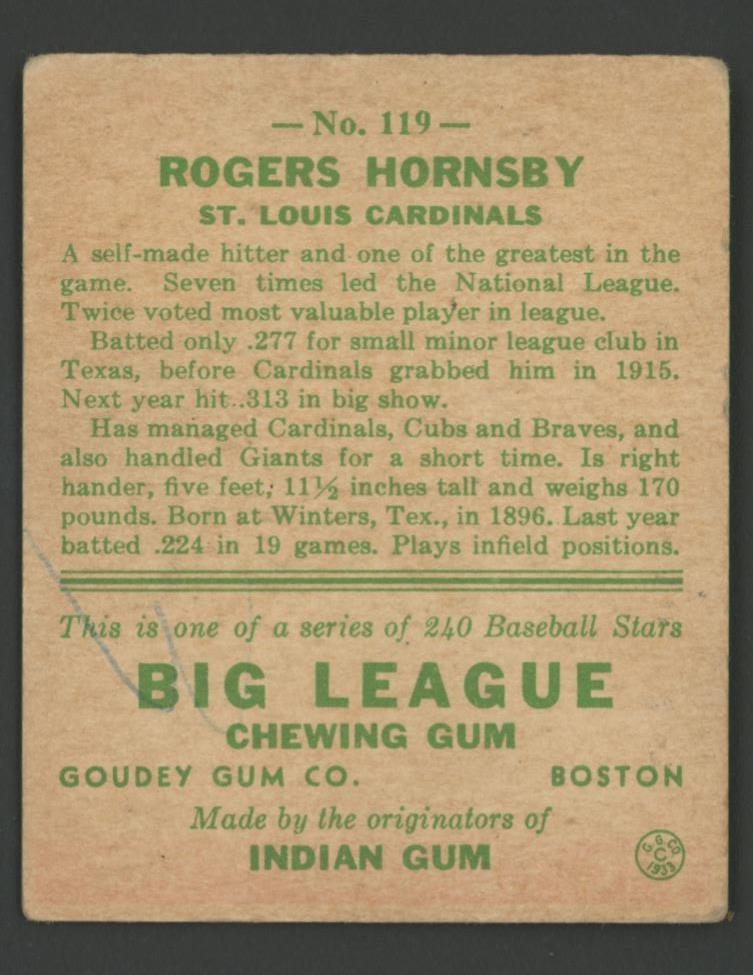 — No. 119 —
ROGERS HORNSBY
ST. LOUIS CARDINALS
A self-made hitter and one of the greatest in the
game. Seven times led the National League.
Twice voted most valuable player in league.
Batted only .277 for small minor league club in
Texas, before Cardinals grabbed him in 1915.
Next year hit .313 in big show.
Has managed Cardinals, Cubs and Braves, and
also handled Giants for a short time. Is right
hander, five feet, 11½ inches tall and weighs 170
pounds. Born at Winters, Tex., in 1896. Last year
batted .224 in 19 games. Plays infield positions.
This is one of a series of 240 Baseball Stars
BIG LEAGUE
CHEWING GUM
GOUDEY GUM CO. BOSTON
Made by the originators of
INDIAN GUM
G. G. CO
C
1933